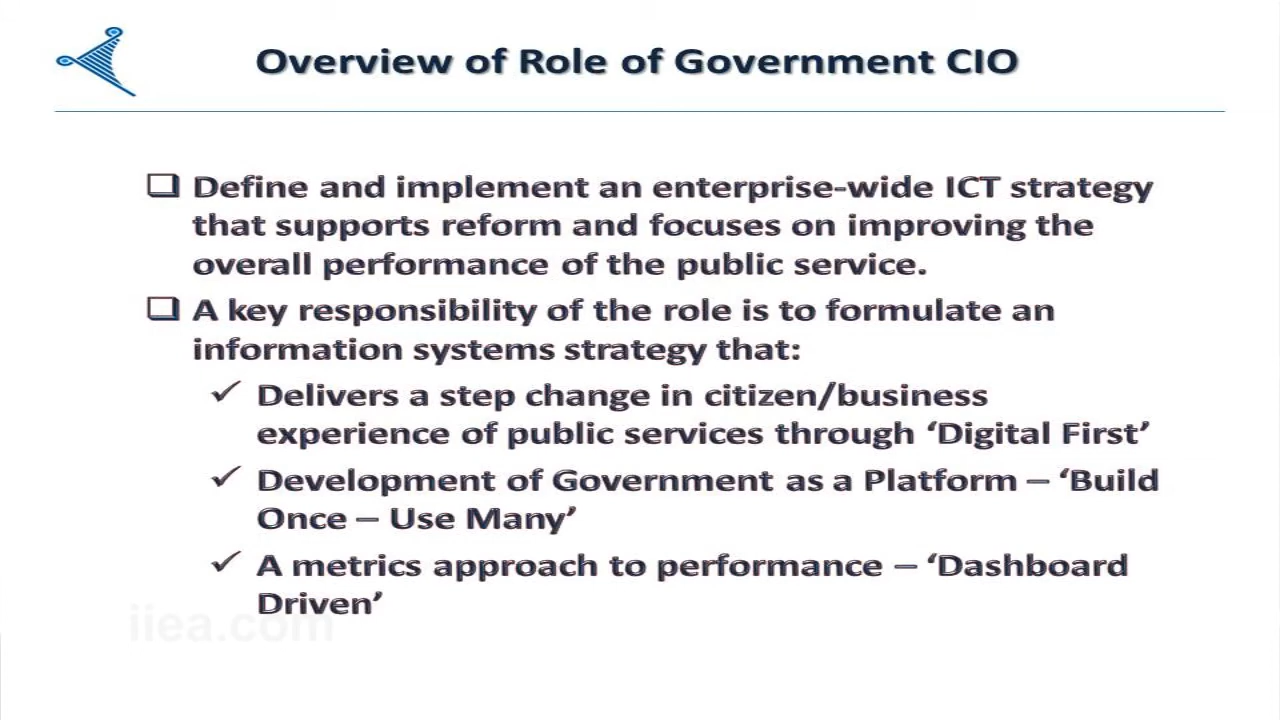 Overview of Role of Government CIO
Define and implement an enterprise-wide ICT strategy
that supports reform and focuses on improving the
overall performance of the public service.
A key responsibility of the role is to formulate an
information systems strategy that:
Delivers a step change in citizen/business
experience of public services through ‘Digital First’
Development of Government as a Platform – ‘Build
Once – Use Many’
A metrics approach to performance – ‘Dashboard
Driven’
iiea.com